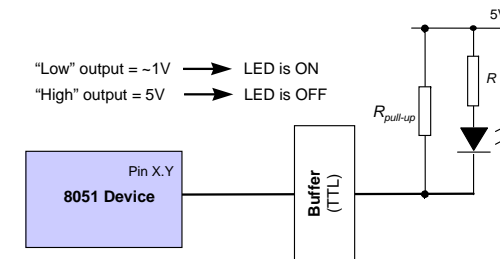 5V
“Low” output = ~1V LED is ON
“High” output = 5V LED is OFF
R
Rpull-up
Pin X.Y
8051 Device
Buffer
(TTL)